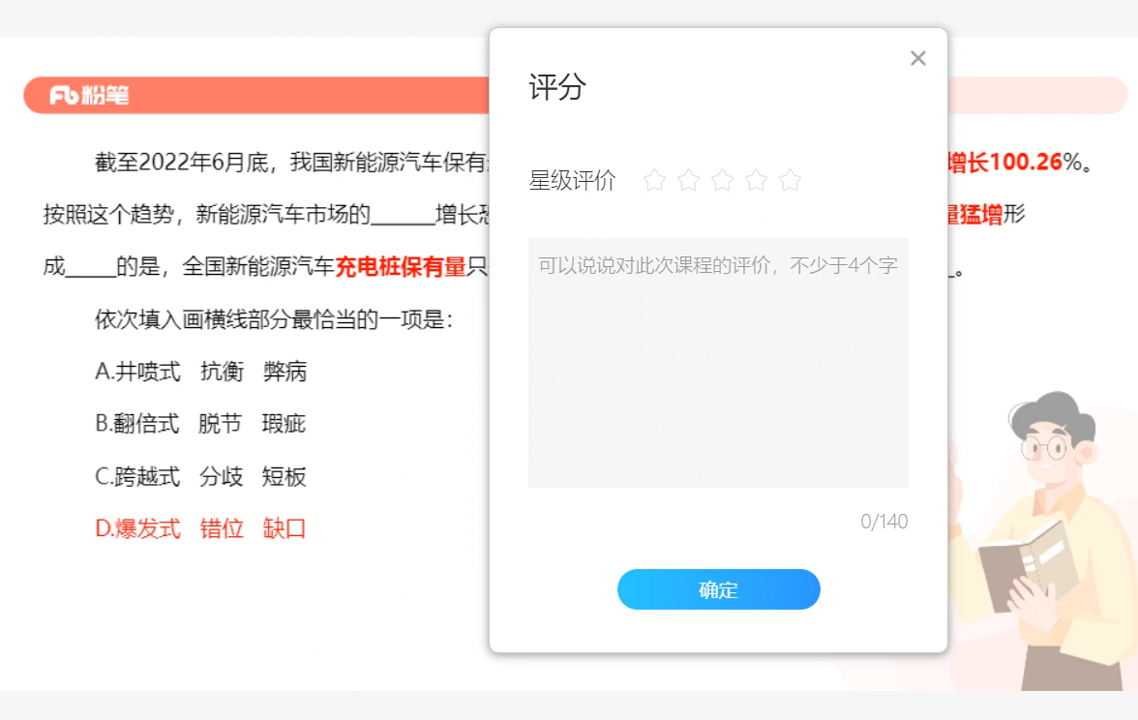 粉笔
评分
星级评价
可以说说对此次课程的评价，不少于4个字
0/140
确定
截至2022年6月底，我国新能源汽车保有 增长100.26%。
按照这个趋势，新能源汽车市场的______增长 猛增形
成_____的是，全国新能源汽车充电桩保有量只 _。
依次填入画横线部分最恰当的一项是：
A.井喷式 抗衡 弊病
B.翻倍式 脱节 瑕疵
C.跨越式 分歧 短板
D.爆发式 错位 缺口